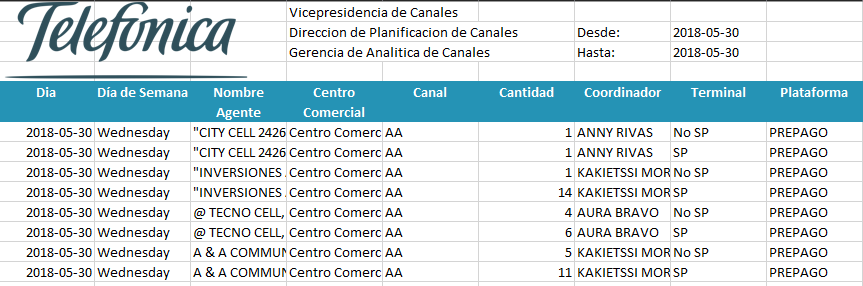 Telefónica
Vicepresidencia de Canales
Direccion de Planificacion de Canales Desde: 2018-05-30
Gerencia de Analitica de Canales Hasta: 2018-05-30
Dia Día de Semana Nombre Agente Centro Comercial Canal Cantidad Coordinador Terminal Plataforma
2018-05-30 Wednesday "CITY CELL 2426 Centro Comerc AA 1 ANNY RIVAS No SP PREPAGO
2018-05-30 Wednesday "CITY CELL 2426 Centro Comerc AA 1 ANNY RIVAS SP PREPAGO
2018-05-30 Wednesday "INVERSIONES Centro Comerc AA 1 KAKIETSSI MOR No SP PREPAGO
2018-05-30 Wednesday "INVERSIONES Centro Comerc AA 14 KAKIETSSI MOR SP PREPAGO
2018-05-30 Wednesday @ TECNO CELL, Centro Comerc AA 4 AURA BRAVO No SP PREPAGO
2018-05-30 Wednesday @ TECNO CELL, Centro Comerc AA 6 AURA BRAVO SP PREPAGO
2018-05-30 Wednesday A & A COMMUN Centro Comerc AA 5 KAKIETSSI MOR No SP PREPAGO
2018-05-30 Wednesday A & A COMMUN Centro Comerc AA 11 KAKIETSSI MOR SP PREPAGO